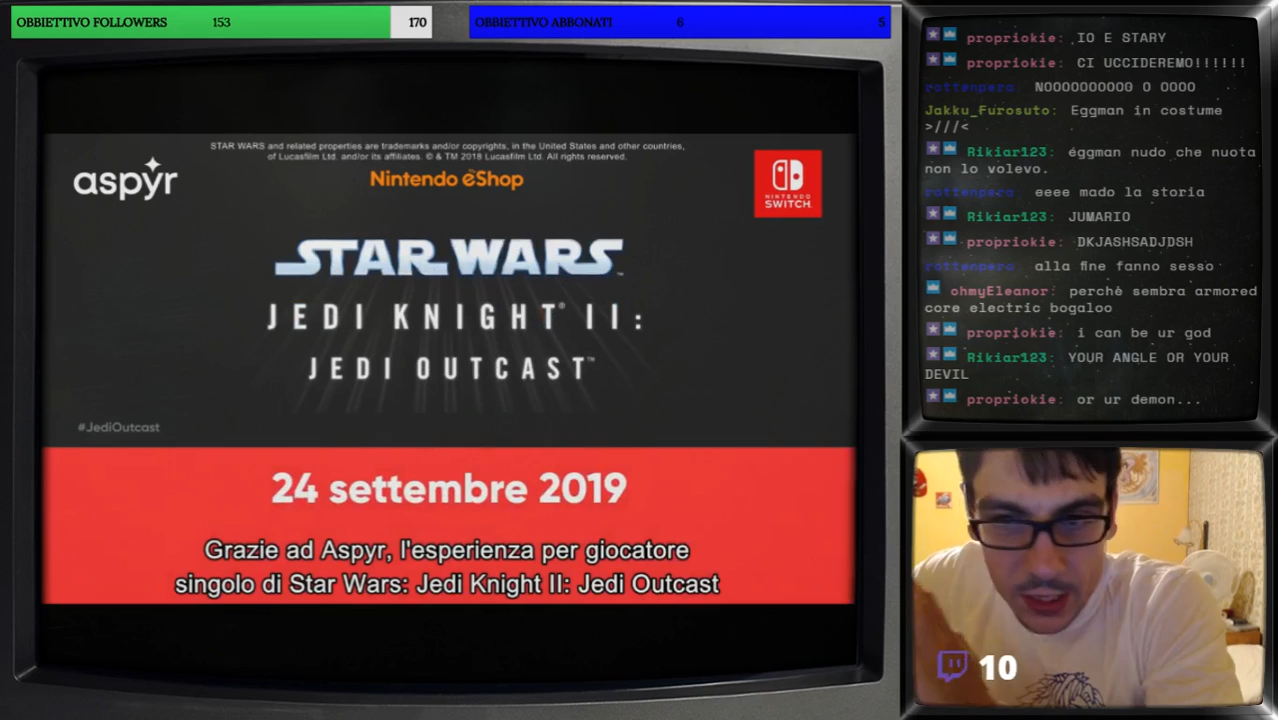 OBBIETTIVO FOLLOWERS 153 170
OBBIETTIVO ABBONATI 6 5
STAR WARS and related properties are trademarks and/or copyrights, in the United States and other countries,
of Lucasfilm Ltd. and/or its affiliates. © & TM 2018 Lucasfilm Ltd. All rights reserved.
aspyr
Nintendo eShop
NINTENDO
SWITCH
STAR WARS™
JEDI KNIGHT® II:
JEDI OUTCAST™
#JediOutcast
24 settembre 2019
Grazie ad Aspyr, l'esperienza per giocatore
singolo di Star Wars: Jedi Knight II: Jedi Outcast
propriokie: IO E STARY
propriokie: CI UCCIDEREMO!!!!!!
rottenpero: NOOOOOOOOOO O OOOO
Jakku_Furosuto: Eggman in costume
>///<
Rikiar123: éggman nudo che nuota
non lo volevo.
rottenpero: eeee mado la storia
Rikiar123: JUMARIO
propriokie: DKJASHSADJDSH
rottenpero: alla fine fanno sesso
ohmyEleanor: perchè sembra armored
core electric bogaloo
propriokie: i can be ur god
Rikiar123: YOUR ANGLE OR YOUR
DEVIL
propriokie: or ur demon...
10